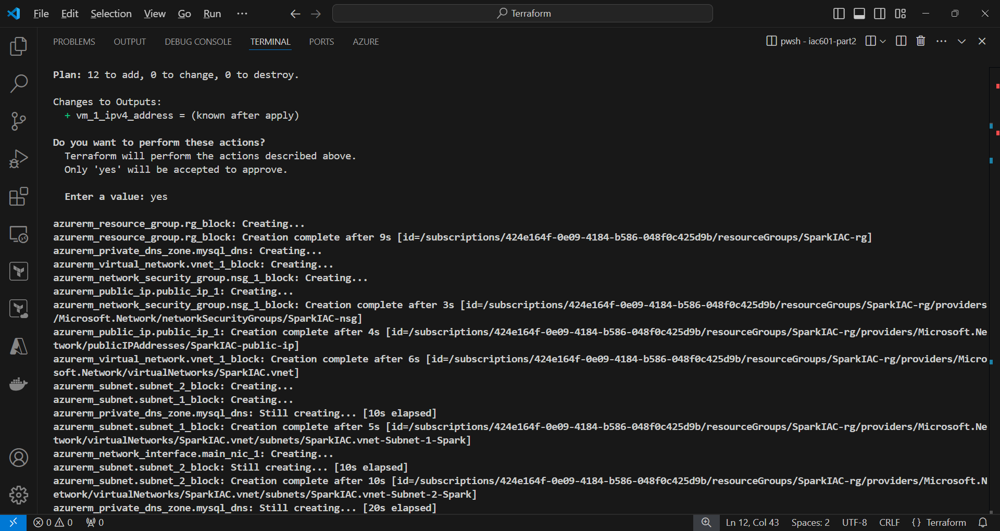 File Edit Selection View Go Run ··· Terraform
PROBLEMS OUTPUT DEBUG CONSOLE TERMINAL PORTS AZURE pwsh - iac601-part2
Plan: 12 to add, 0 to change, 0 to destroy.
Changes to Outputs:
+ vm_1_ipv4_address = (known after apply)
Do you want to perform these actions?
Terraform will perform the actions described above.
Only 'yes' will be accepted to approve.
Enter a value: yes
azurerm_resource_group.rg_block: Creating...
azurerm_resource_group.rg_block: Creation complete after 9s [id=/subscriptions/424e164f-0e09-4184-b586-048f0c425d9b/resourceGroups/SparkIAC-rg]
azurerm_private_dns_zone.mysql_dns: Creating...
azurerm_virtual_network.vnet_1_block: Creating...
azurerm_network_security_group.nsg_1_block: Creating...
azurerm_public_ip.public_ip_1: Creating...
azurerm_network_security_group.nsg_1_block: Creation complete after 3s [id=/subscriptions/424e164f-0e09-4184-b586-048f0c425d9b/resourceGroups/SparkIAC-rg/providers
/Microsoft.Network/networkSecurityGroups/SparkIAC-nsg]
azurerm_public_ip.public_ip_1: Creation complete after 4s [id=/subscriptions/424e164f-0e09-4184-b586-048f0c425d9b/resourceGroups/SparkIAC-rg/providers/Microsoft.Ne
twork/publicIPAddresses/SparkIAC-public-ip]
azurerm_virtual_network.vnet_1_block: Creation complete after 6s [id=/subscriptions/424e164f-0e09-4184-b586-048f0c425d9b/resourceGroups/SparkIAC-rg/providers/Micro
soft.Network/virtualNetworks/SparkIAC.vnet]
azurerm_subnet.subnet_2_block: Creating...
azurerm_subnet.subnet_1_block: Creating...
azurerm_private_dns_zone.mysql_dns: Still creating... [10s elapsed]
azurerm_subnet.subnet_1_block: Creation complete after 5s [id=/subscriptions/424e164f-0e09-4184-b586-048f0c425d9b/resourceGroups/SparkIAC-rg/providers/Microsoft.Ne
twork/virtualNetworks/SparkIAC.vnet/subnets/SparkIAC.vnet-Subnet-1-Spark]
azurerm_network_interface.main_nic_1: Creating...
azurerm_subnet.subnet_2_block: Still creating... [10s elapsed]
azurerm_subnet.subnet_2_block: Creation complete after 10s [id=/subscriptions/424e164f-0e09-4184-b586-048f0c425d9b/resourceGroups/SparkIAC-rg/providers/Microsoft.N
etwork/virtualNetworks/SparkIAC.vnet/subnets/SparkIAC.vnet-Subnet-2-Spark]
azurerm_private_dns_zone.mysql_dns: Still creating... [20s elapsed]
0 0 0 Ln 12, Col 43 Spaces: 2 UTF-8 CRLF {} Terraform